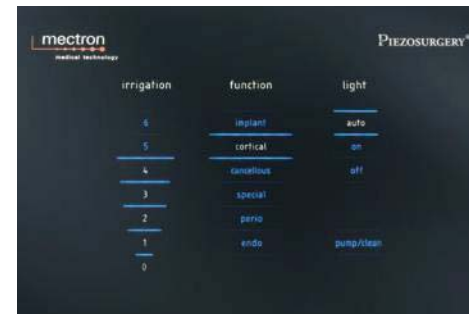 mectron
medical technology
PIEZOSURGERY®
irrigation function light
6 implant auto
5 cortical on
4 cancellous off
3 special
2 perio
1 endo pump/clean
0